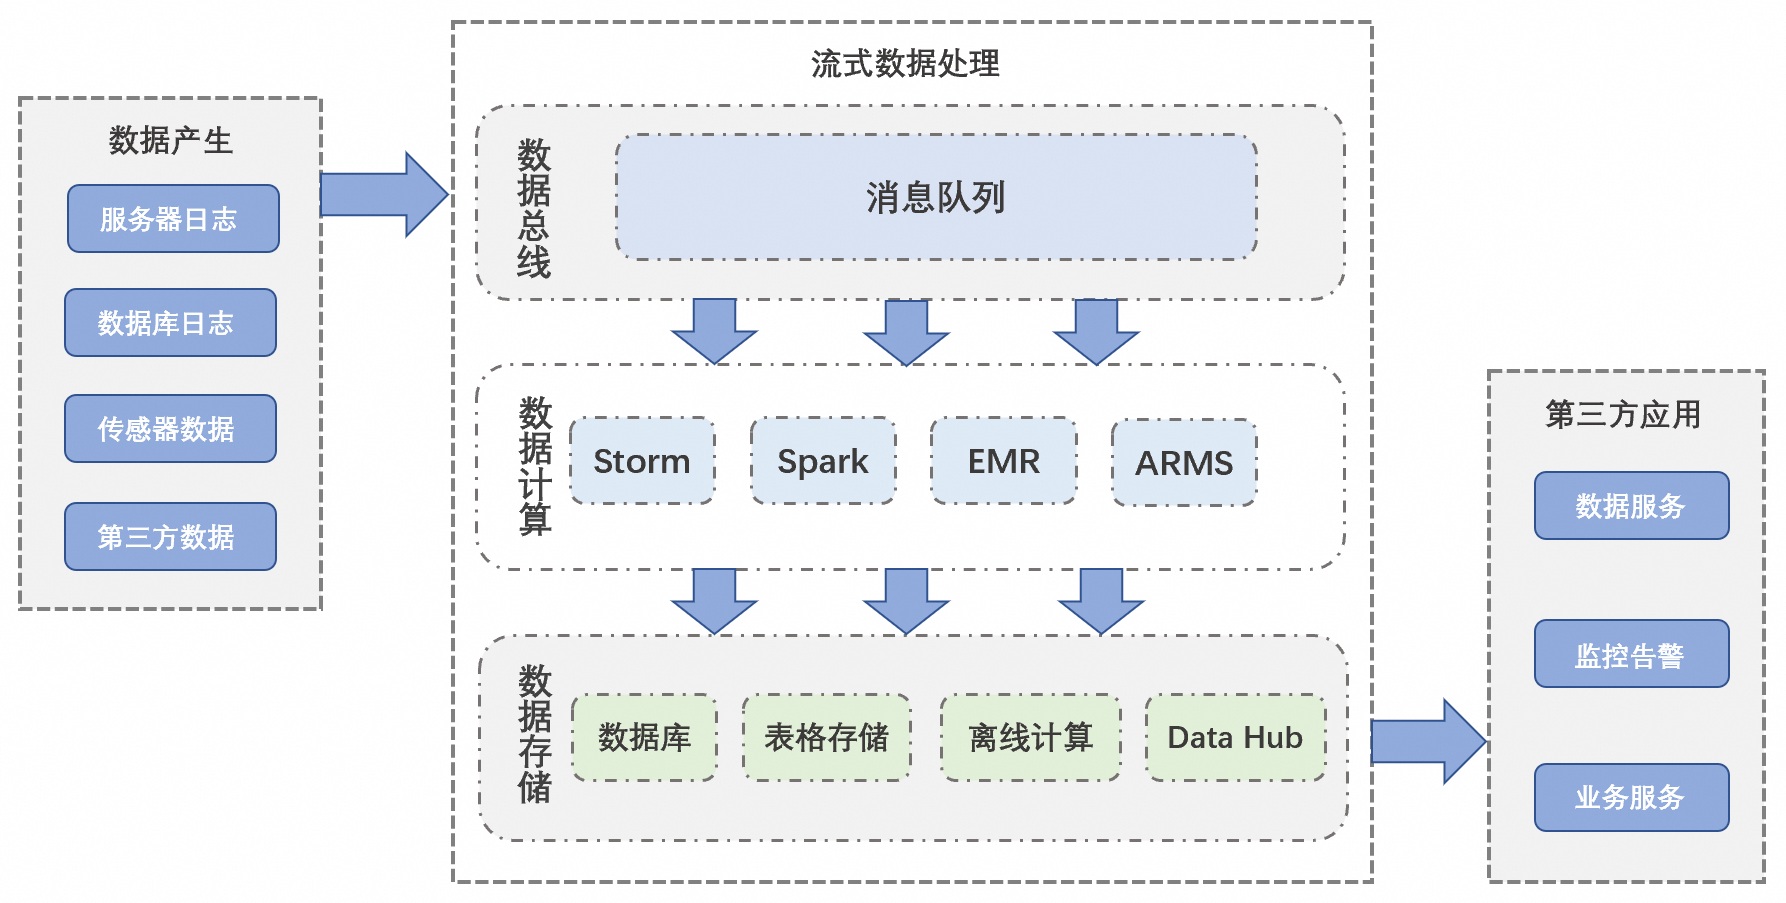 数据产生
服务器日志
数据库日志
传感器数据
第三方数据
流式数据处理
数据总线
消息队列
数据计算
Storm
Spark
EMR
ARMS
数据存储
数据库
表格存储
离线计算
Data Hub
第三方应用
数据服务
监控告警
业务服务